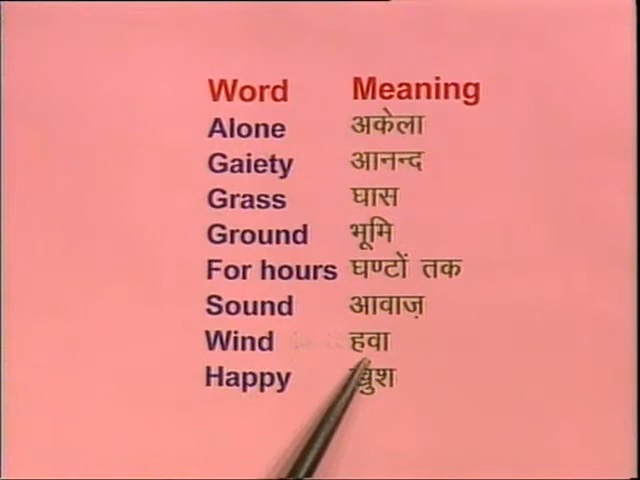 Word Meaning
Alone अकेला
Gaiety आनन्द
Grass घास
Ground भूमि
For hours घण्टों तक
Sound आवाज़
Wind हवा
Happy खुश